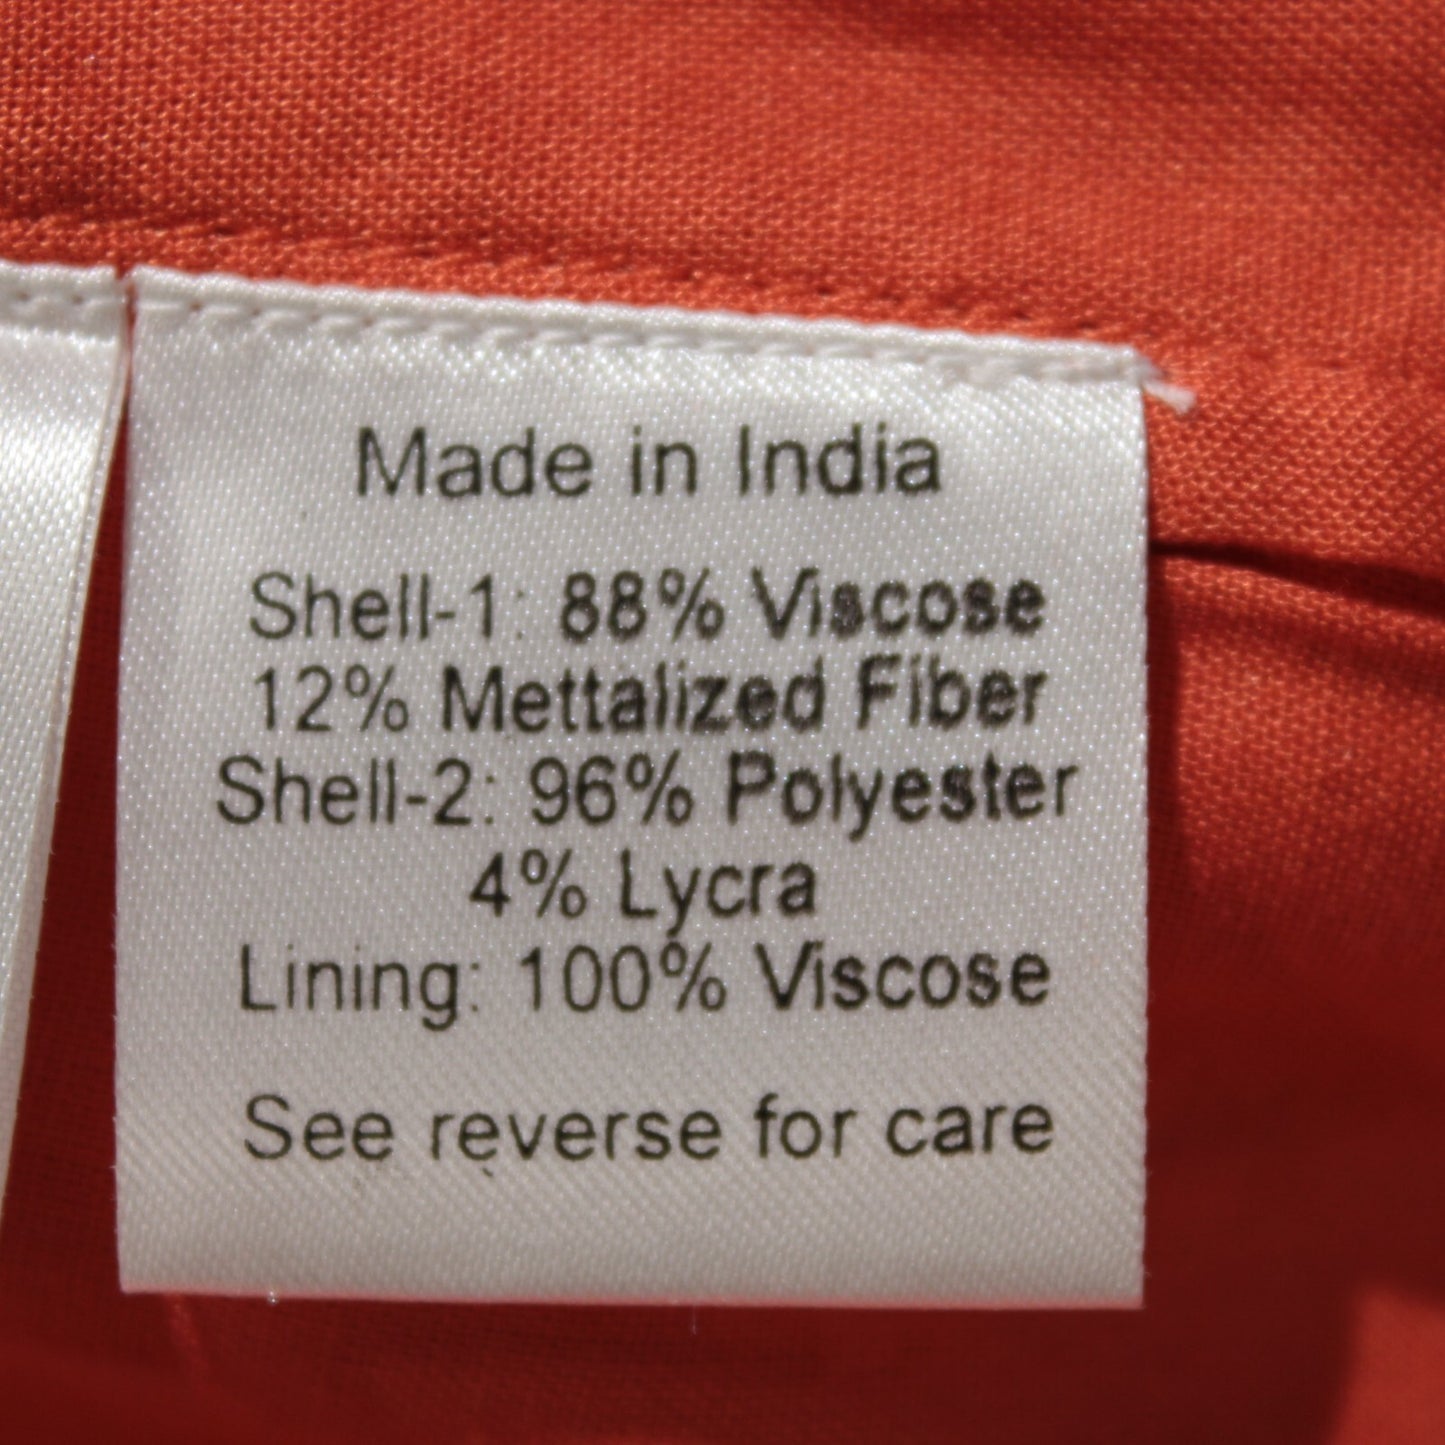 Made in India
Shell-1: 88% Viscose
12% Mettalized Fiber
Shell-2: 96% Polyester
4% Lycra
Lining: 100% Viscose
See reverse for care